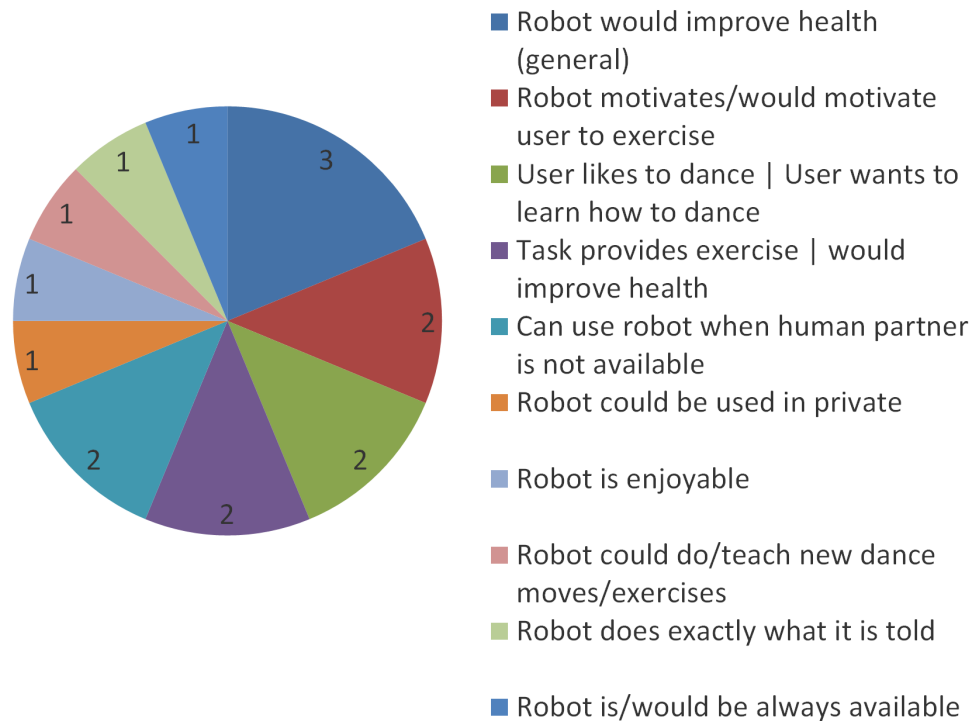 Robot would improve health
(general)
Robot motivates/would motivate
user to exercise
User likes to dance | User wants to
learn how to dance
Task provides exercise | would
improve health
Can use robot when human partner
is not available
Robot could be used in private
Robot is enjoyable
Robot could do/teach new dance
moves/exercises
Robot does exactly what it is told
Robot is/would be always available
3
2
2
2
2
1
1
1
1
1